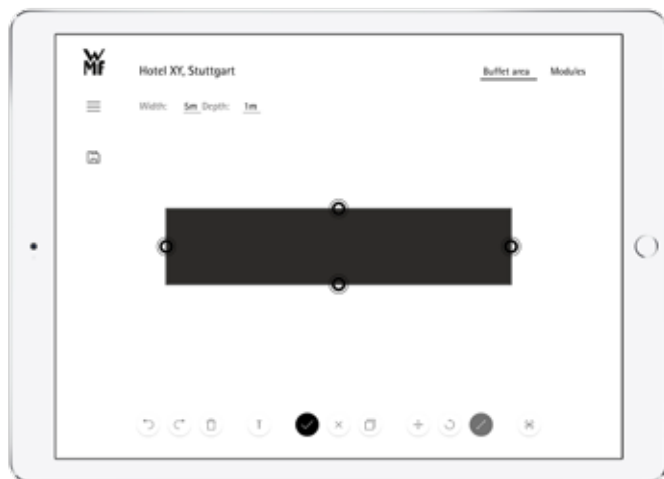 WMF
Hotel XY, Stuttgart
Buffet area Modules
Width: 5m Depth: 1m
T